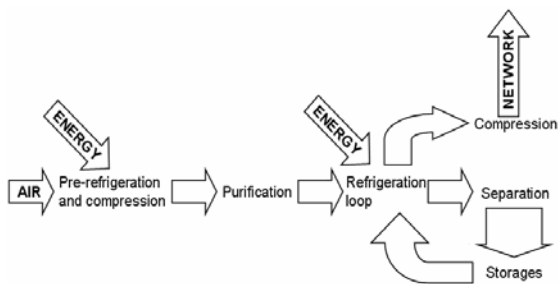 NETWORK
ENERGY
ENERGY
Compression
AIR
Pre-refrigeration
and compression
Purification
Refrigeration
loop
Separation
Storages